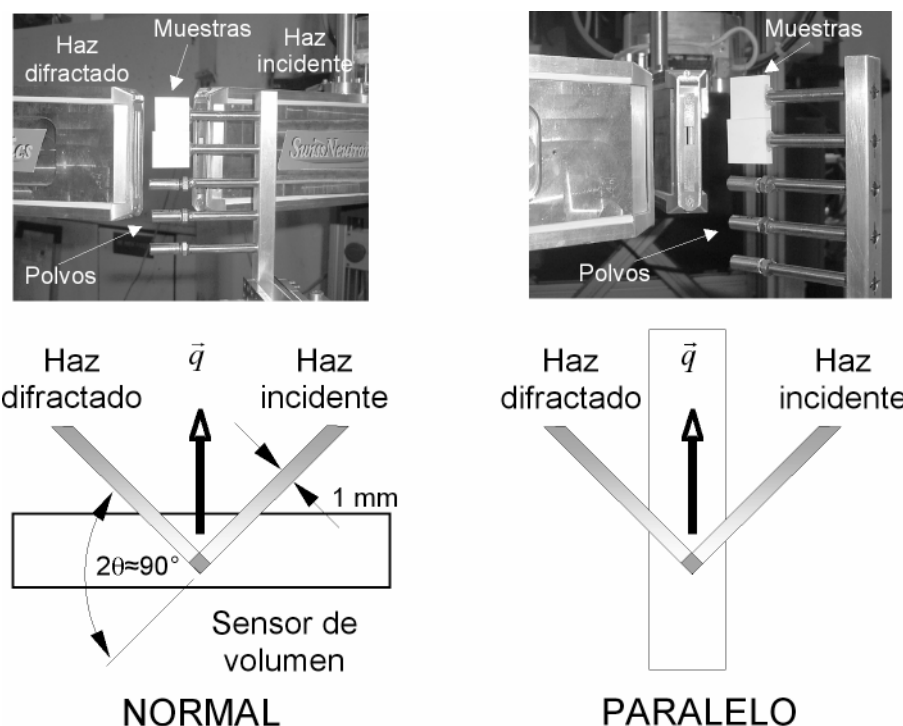 Muestras
Haz
difractado
Haz
incidente
SwissNeutro
Polvos
Muestras
Polvos
Haz
difractado
q
Haz
incidente
1 mm
2θ≈90°
Sensor de
volumen
NORMAL
Haz
difractado
q
Haz
incidente
PARALELO